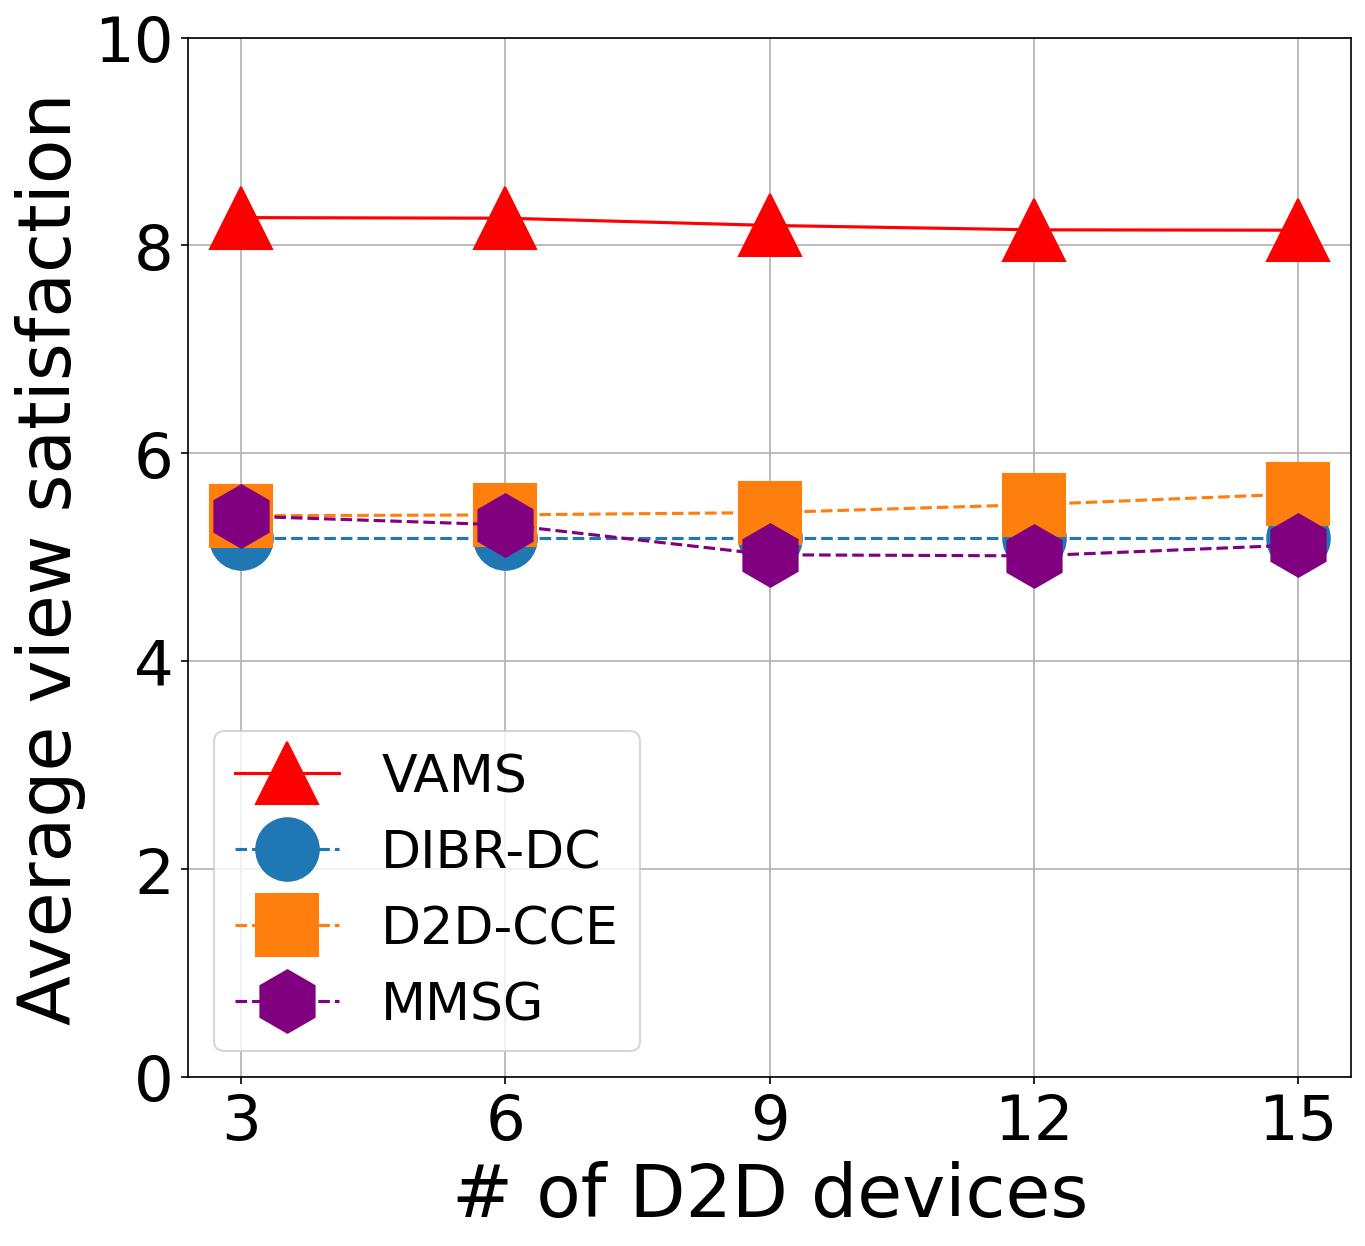 Average view satisfaction
10
8
6
4
2
0
VAMS
DIBR-DC
D2D-CCE
MMSG
3 6 9 12 15
# of D2D devices